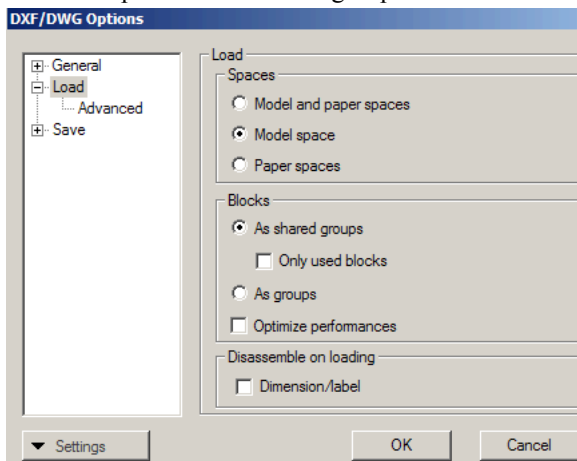 DXF/DWG Options
General
Load
Advanced
Save
Load
Spaces
Model and paper spaces
Model space
Paper spaces
Blocks
As shared groups
Only used blocks
As groups
Optimize performances
Disassemble on loading
Dimension/label
Settings
OK
Cancel